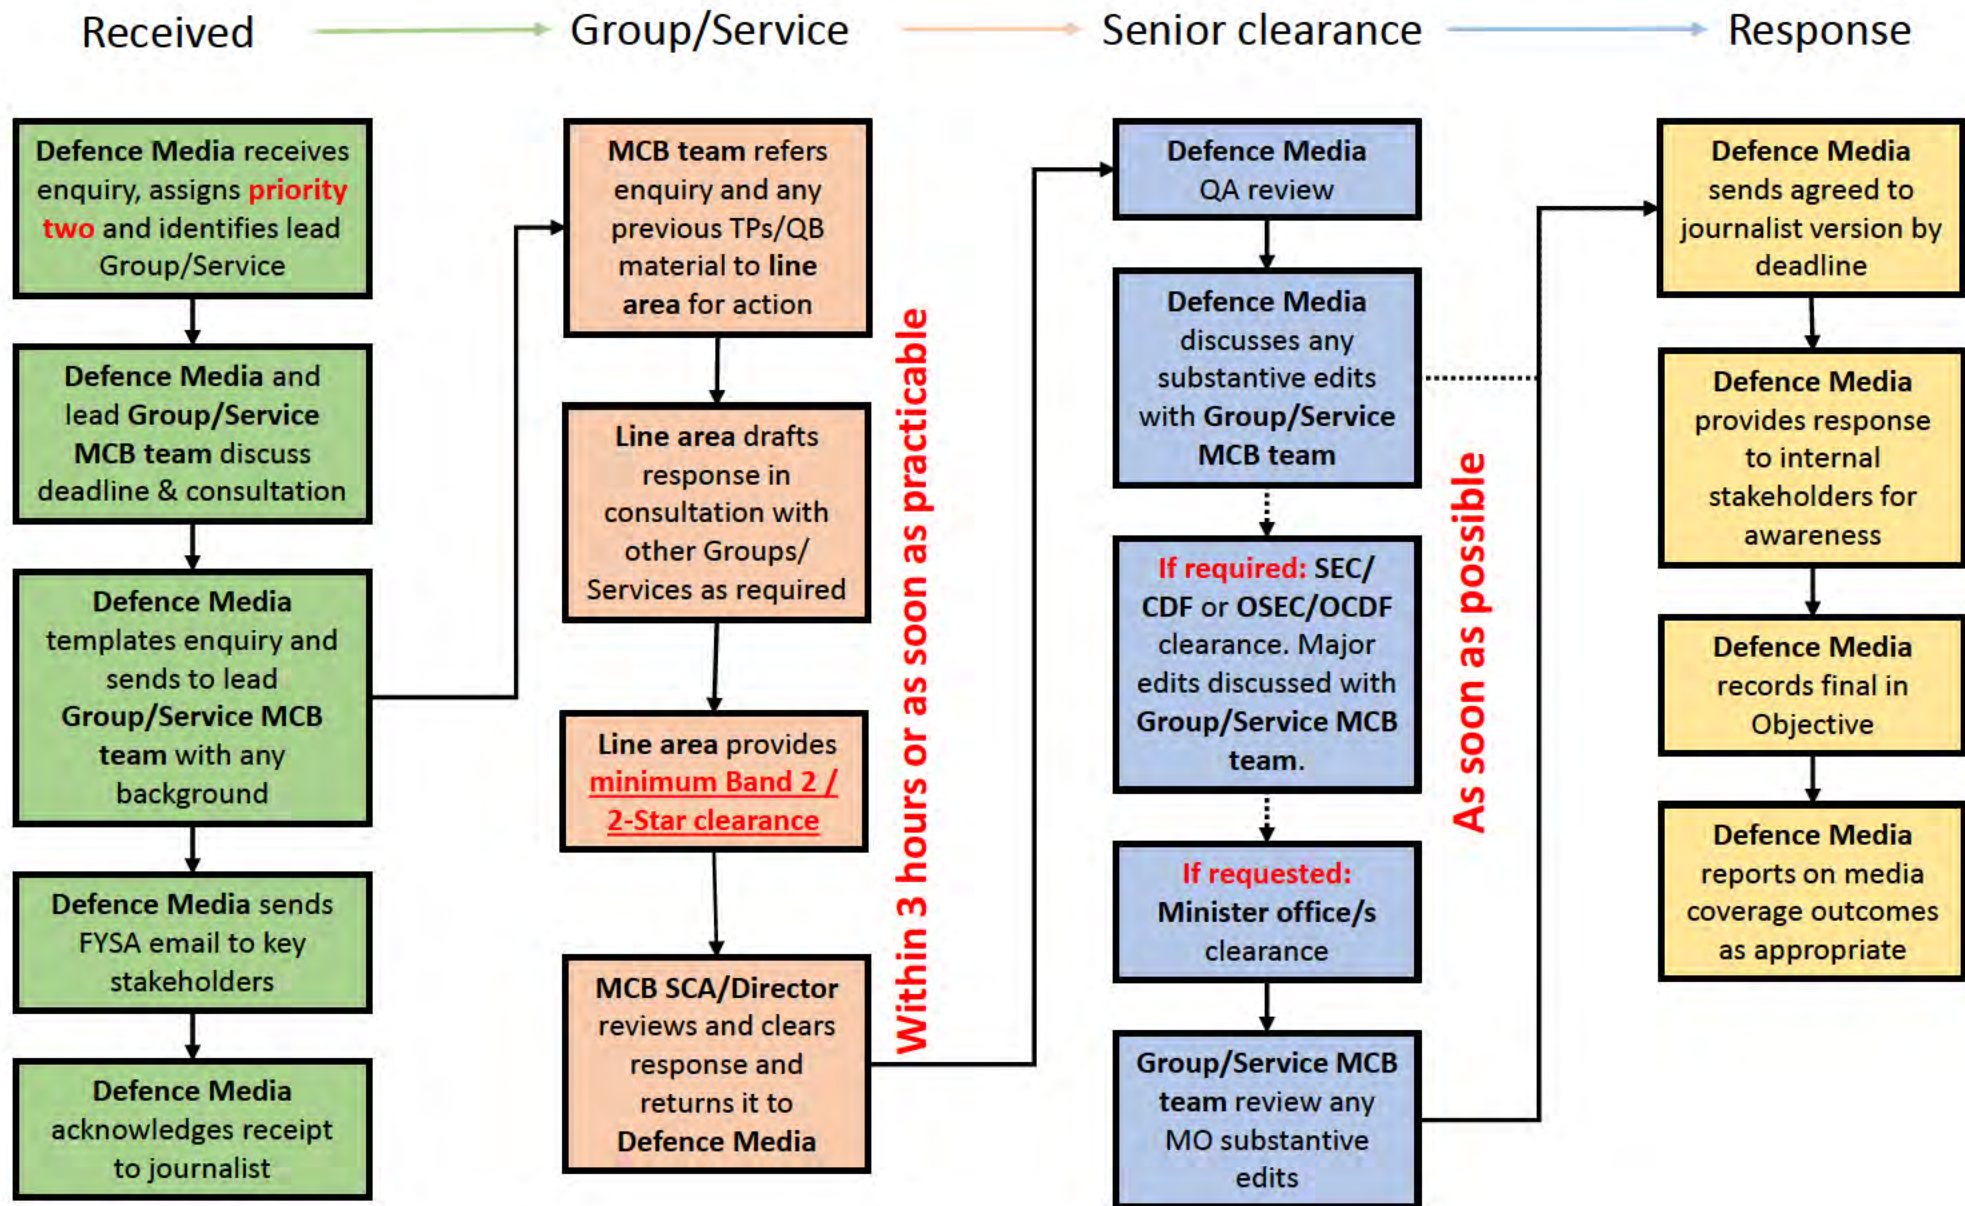 Received
Group/Service
Senior clearance
Response
Defence Media receives
enquiry, assigns priority
two and identifies lead
Group/Service
Defence Media and
lead Group/Service
MCB team discuss
deadline & consultation
Defence Media
templates enquiry and
sends to lead
Group/Service MCB
team with any
background
Defence Media sends
FYSA email to key
stakeholders
Defence Media
acknowledges receipt
to journalist
MCB team refers
enquiry and any
previous TPs/QB
material to line
area for action
Line area drafts
response in
consultation with
other Groups/
Services as required
Line area provides
minimum Band 2 /
2-Star clearance
MCB SCA/Director
reviews and clears
response and
returns it to
Defence Media
Within 3 hours or as soon as practicable
Defence Media
QA review
Defence Media
discusses any
substantive edits
with Group/Service
MCB team
If required: SEC/
CDF or OSEC/OCDF
clearance. Major
edits discussed with
Group/Service MCB
team.
If requested:
Minister office/s
clearance
Group/Service MCB
team review any
MO substantive
edits
As soon as possible
Defence Media
sends agreed to
journalist version by
deadline
Defence Media
provides response
to internal
stakeholders for
awareness
Defence Media
records final in
Objective
Defence Media
reports on media
coverage outcomes
as appropriate